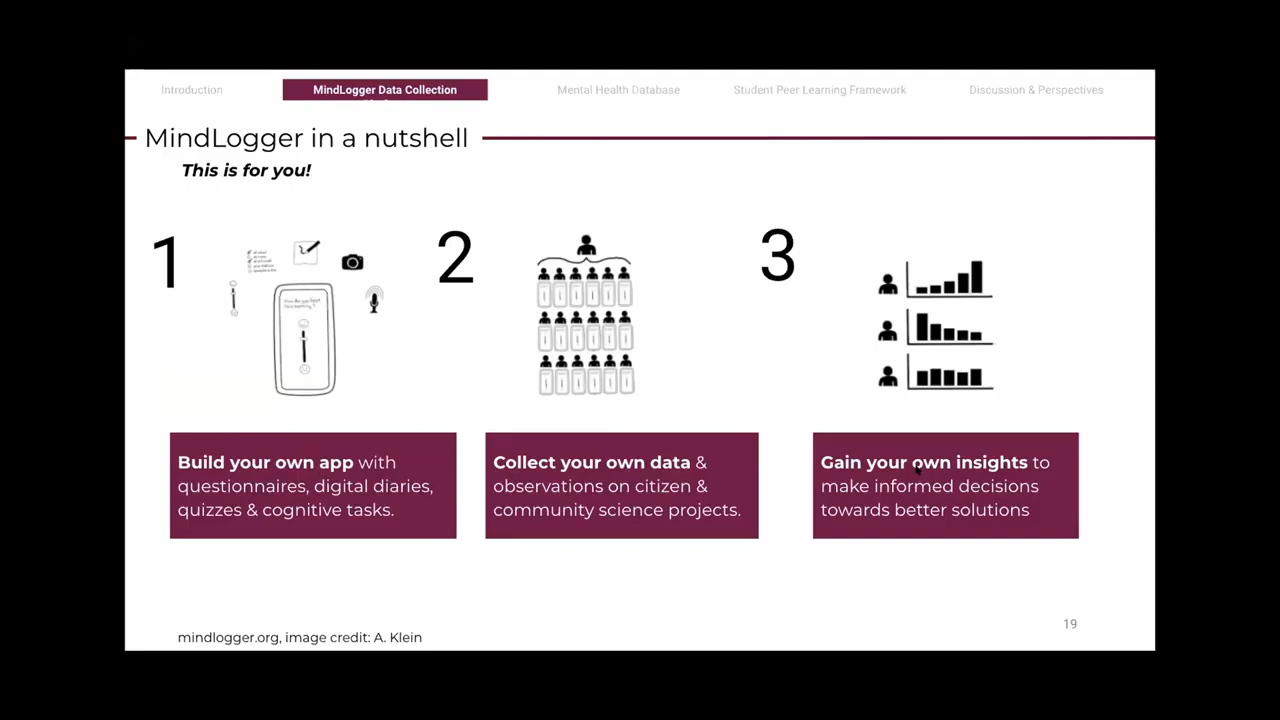 Introduction
MindLogger Data Collection
Mental Health Database
Student Peer Learning Framework
Discussion & Perspectives
MindLogger in a nutshell
This is for you!
1
2
3
Build your own app with
questionnaires, digital diaries,
quizzes & cognitive tasks.
Collect your own data &
observations on citizen &
community science projects.
Gain your own insights to
make informed decisions
towards better solutions
mindlogger.org, image credit: A. Klein
19